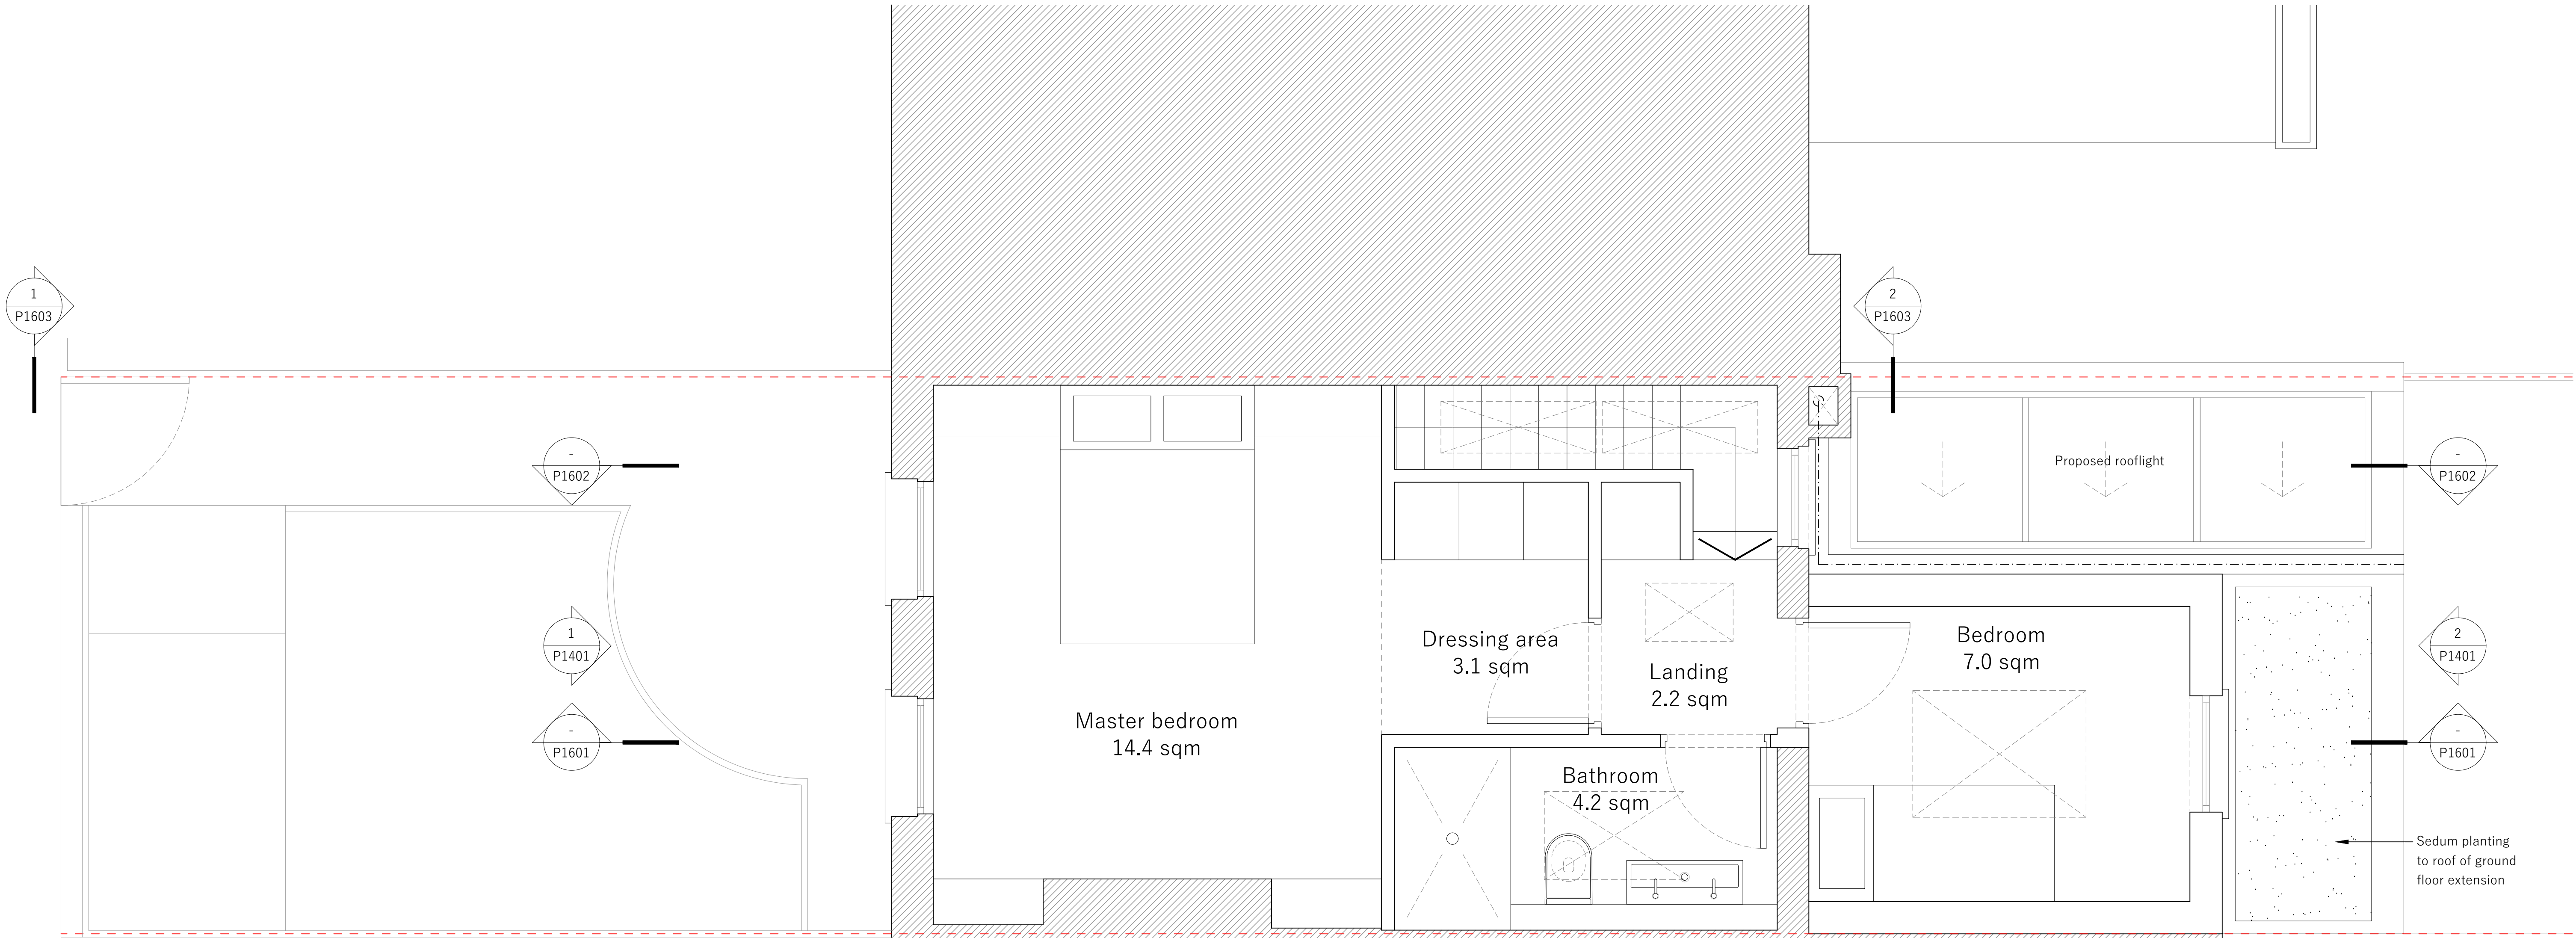 1
P1603
2
P1603
-
P1602
Proposed rooflight
-
P1602
1
P1401
Dressing area
3.1 sqm
Bedroom
7.0 sqm
2
P1401
Landing
2.2 sqm
Master bedroom
14.4 sqm
-
P1601
-
P1601
Bathroom
4.2 sqm
Sedum planting
to roof of ground
floor extension